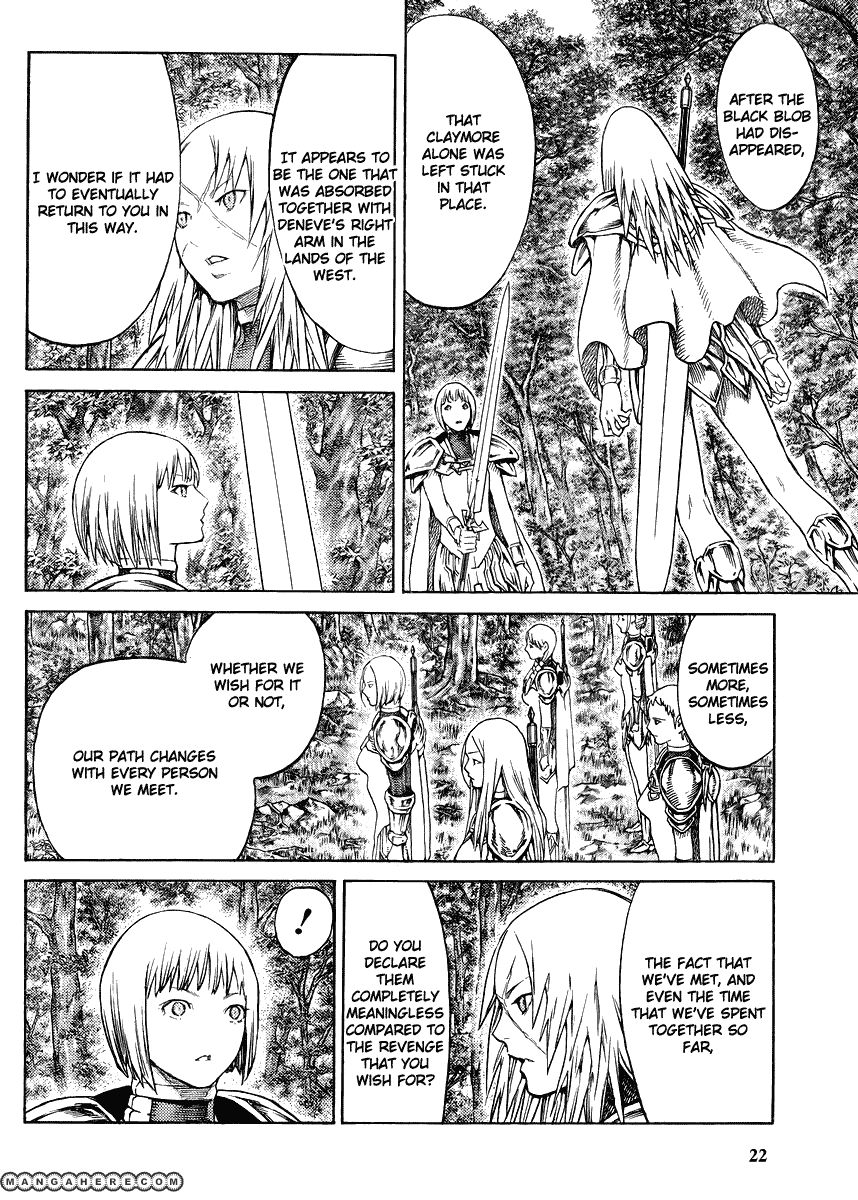 AFTER THE
BLACK BLOB
HAD DIS-
APPEARED,
THAT
CLAYMORE
ALONE WAS
LEFT STUCK
IN THAT
PLACE.
IT APPEARS TO
BE THE ONE THAT
WAS ABSORBED
TOGETHER WITH
DENEVE'S RIGHT
ARM IN THE
LANDS OF THE
WEST.
I WONDER IF IT HAD
TO EVENTUALLY
RETURN TO YOU IN
THIS WAY.
SOMETIMES
MORE,
SOMETIMES
LESS,
WHETHER WE
WISH FOR IT
OR NOT,
OUR PATH CHANGES
WITH EVERY PERSON
WE MEET.
THE FACT THAT
WE'VE MET, AND
EVEN THE TIME
THAT WE'VE SPENT
TOGETHER SO
FAR,
DO YOU
DECLARE
THEM
COMPLETELY
MEANINGLESS
COMPARED TO
THE REVENGE
THAT YOU
WISH FOR?
!
22
MANGAHERE.COM